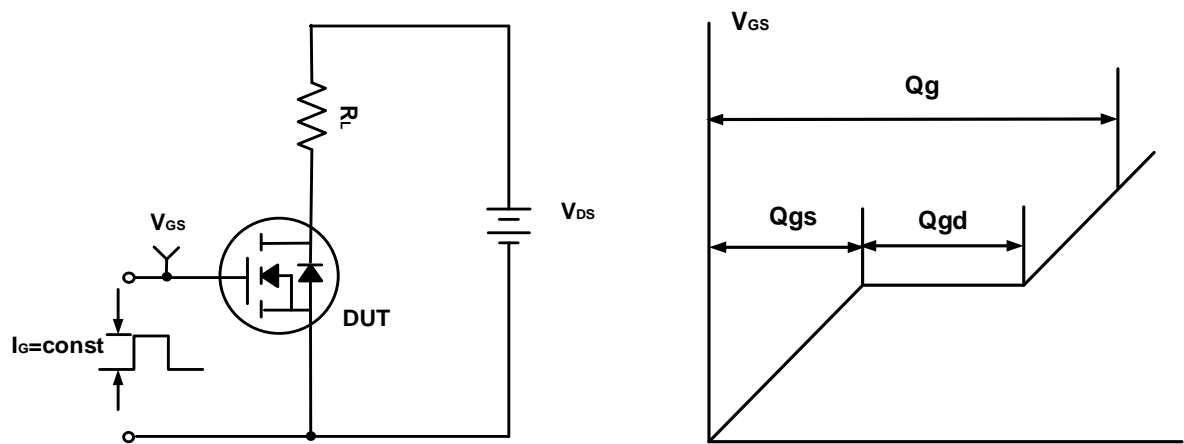 RL
VDS
VGS
DUT
IG=const
VGS
Qg
Qgs
Qgd